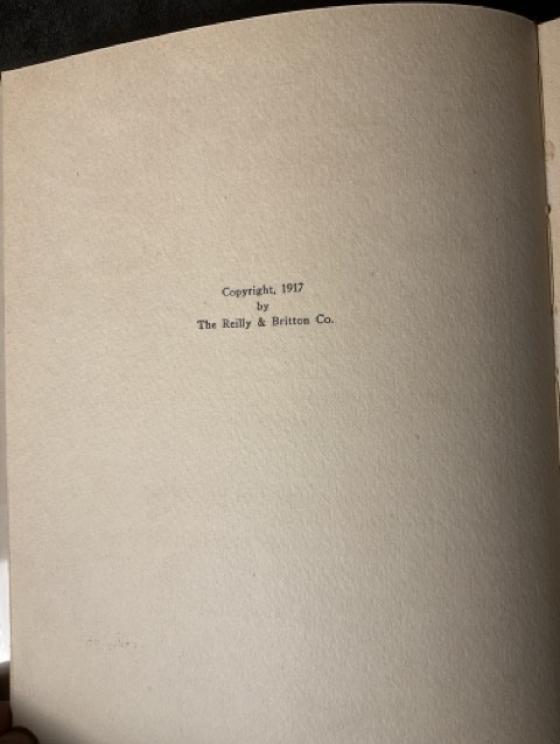 Copyright, 1917
by
The Reilly & Britton Co.